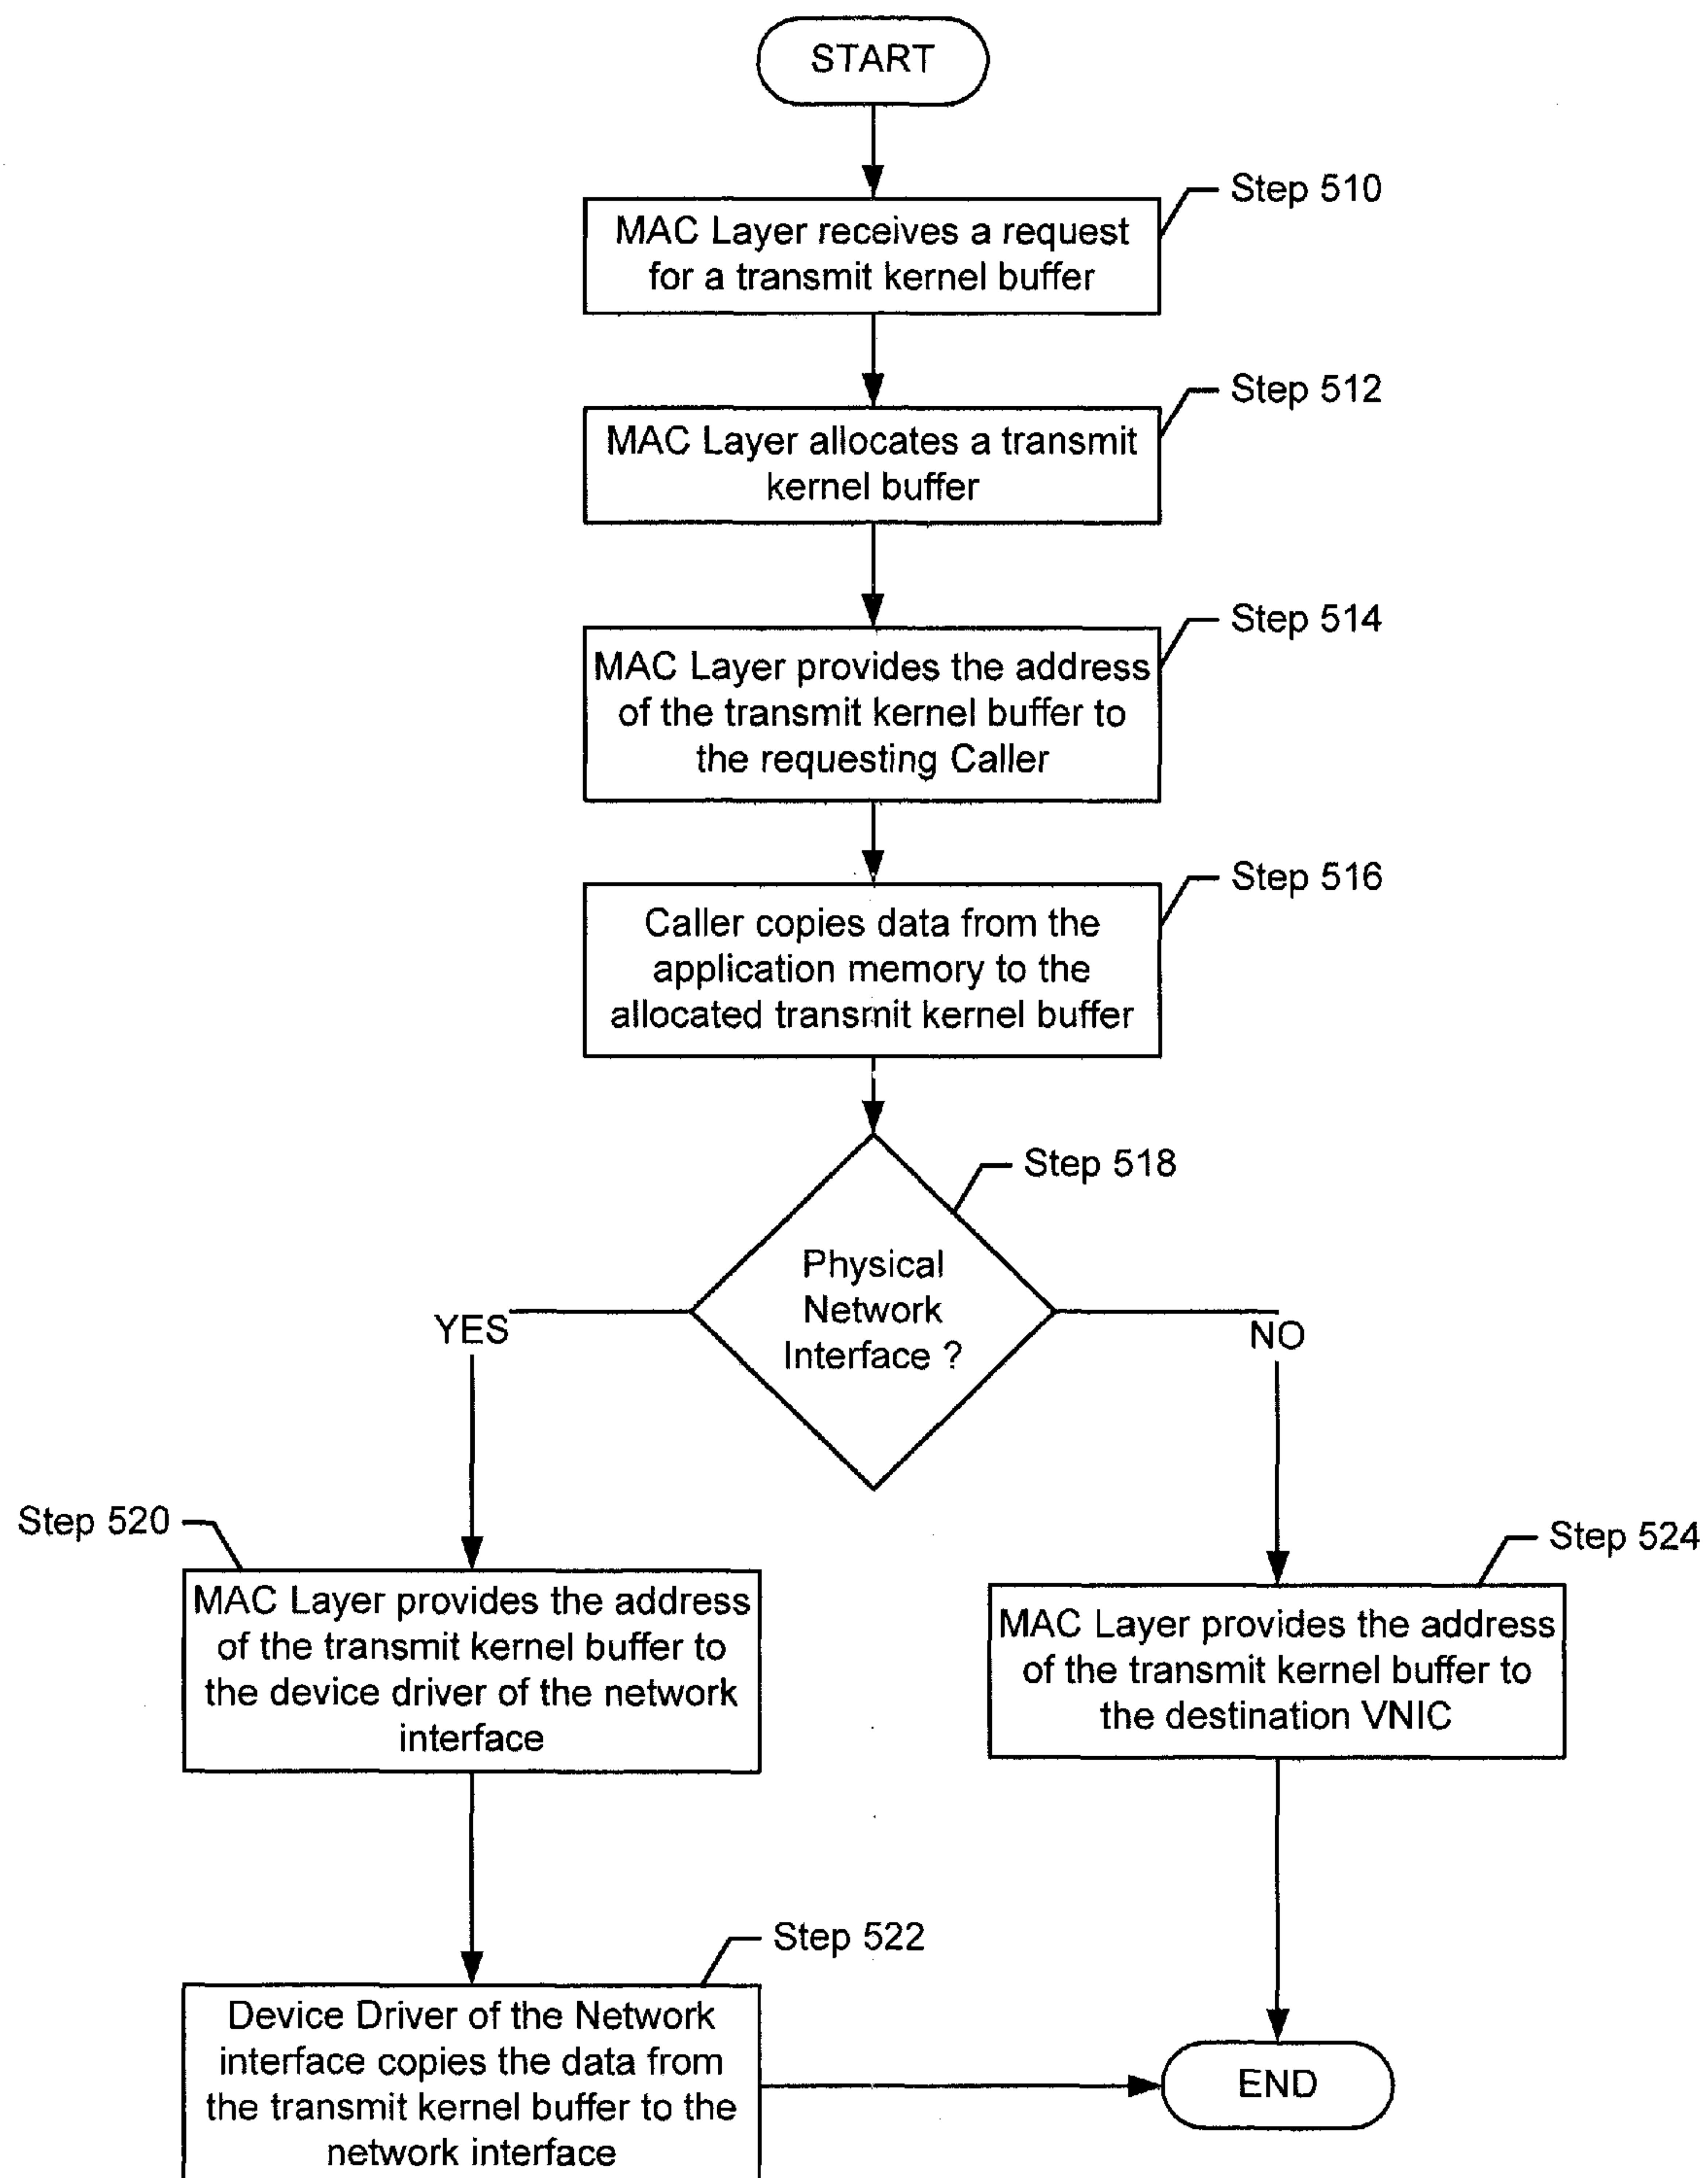 START
Step 510
MAC Layer receives a request
for a transmit kernel buffer
Step 512
MAC Layer allocates a transmit
kernel buffer
Step 514
MAC Layer provides the address
of the transmit kernel buffer to
the requesting Caller
Step 516
Caller copies data from the
application memory to the
allocated transmit kernel buffer
Step 518
Physical
Network
Interface ?
YES
NO
Step 520
MAC Layer provides the address
of the transmit kernel buffer to
the device driver of the network
interface
Step 524
MAC Layer provides the address
of the transmit kernel buffer to
the destination VNIC
Step 522
Device Driver of the Network
interface copies the data from
the transmit kernel buffer to the
network interface
END